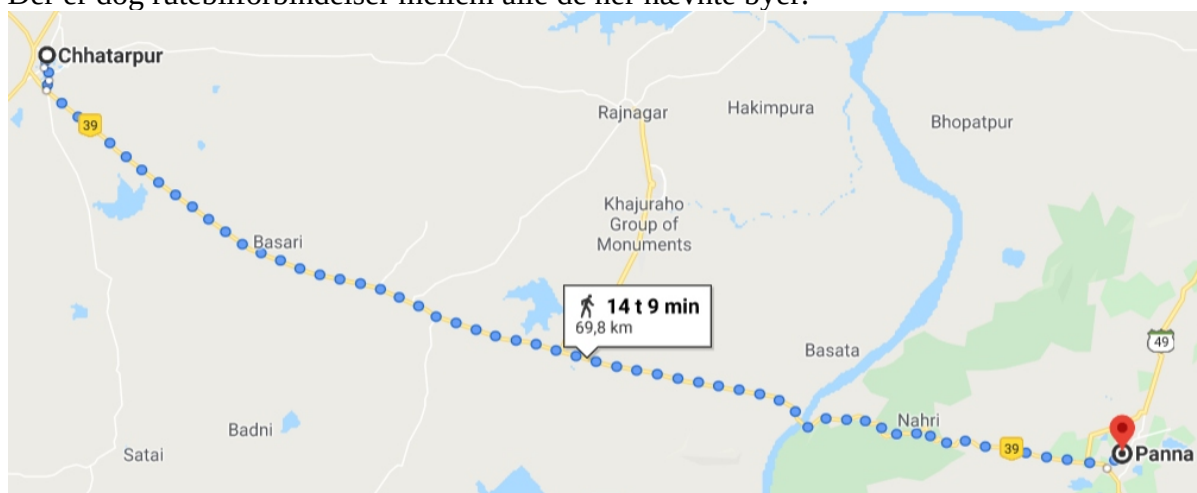 Der er dog rutebilforbindelser mellem alle de her nævnte byer.
Chhatarpur
39
Rajnagar
Hakimpura
Bhopatpur
Khajuraho
Group of
Monuments
Basari
14 t 9 min
69,8 km
Basata
49
Nahri
Badni
Satai
39
Panna